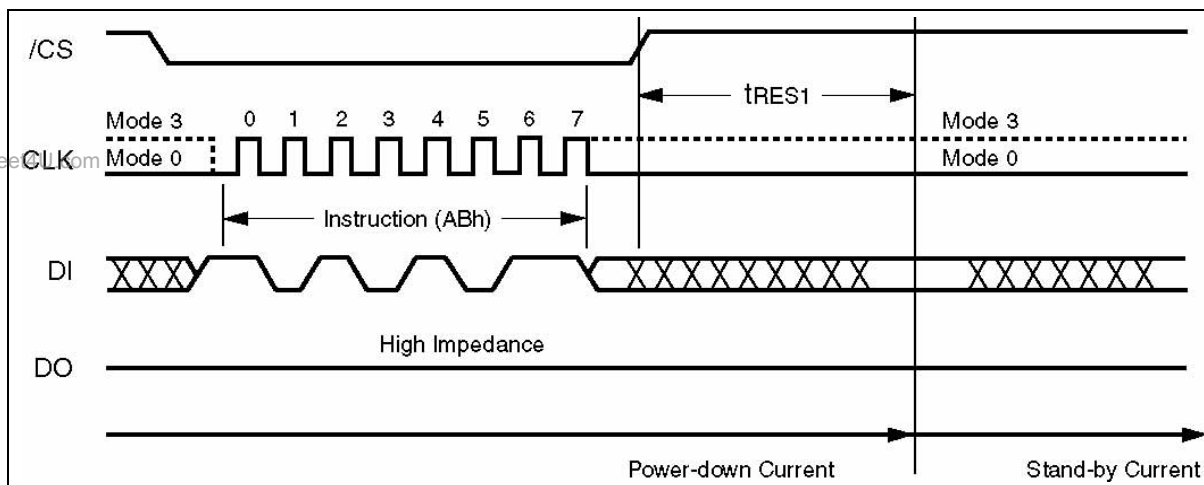 /CS
tRES1
Mode 3
0 1 2 3 4 5 6 7
Mode 3
CLK
Mode 0
Mode 0
Instruction (ABh)
DI
High Impedance
DO
Power-down Current
Stand-by Current